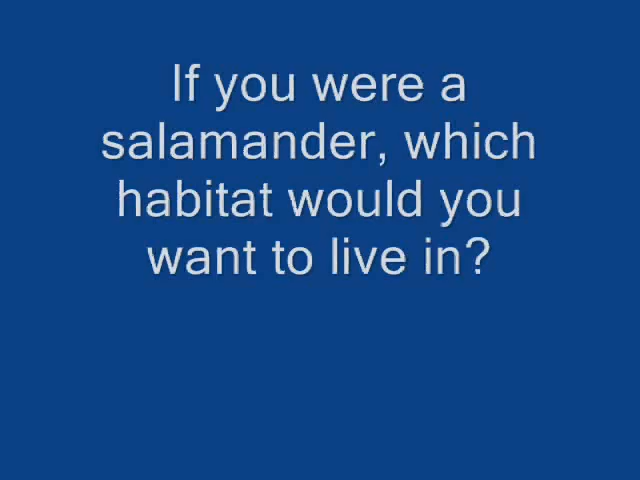 If you were a
salamander, which
habitat would you
want to live in?